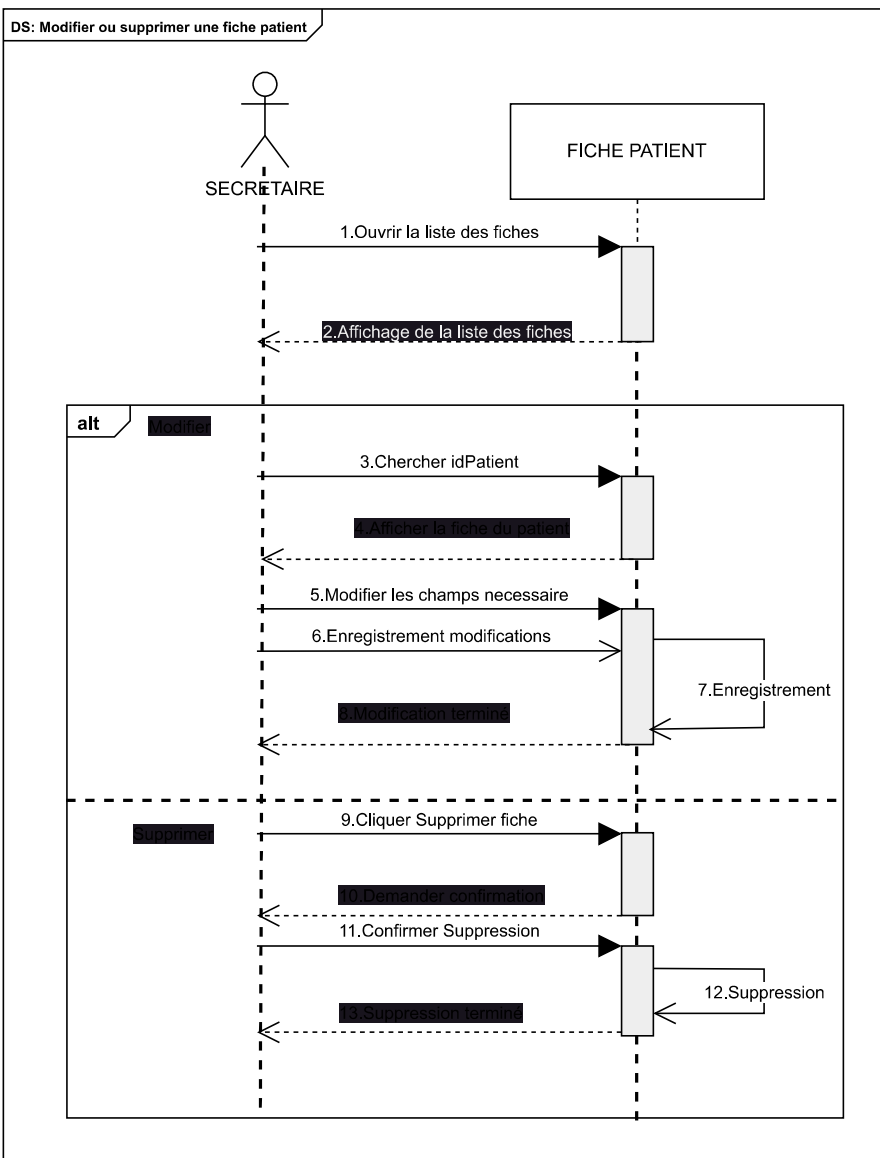 DS: Modifier ou supprimer une fiche patient
SECRETAIRE
FICHE PATIENT
1.Ouvrir la liste des fiches
2.Affichage de la liste des fiches
alt
Modifier
3.Chercher idPatient
4.Afficher la fiche du patient
5.Modifier les champs necessaire
6.Enregistrement modifications
7.Enregistrement
8.Modification terminé
9.Cliquer Supprimer fiche
Supprimer
10.Demander confirmation
11.Confirmer Suppression
12.Suppression
13.Suppression terminé